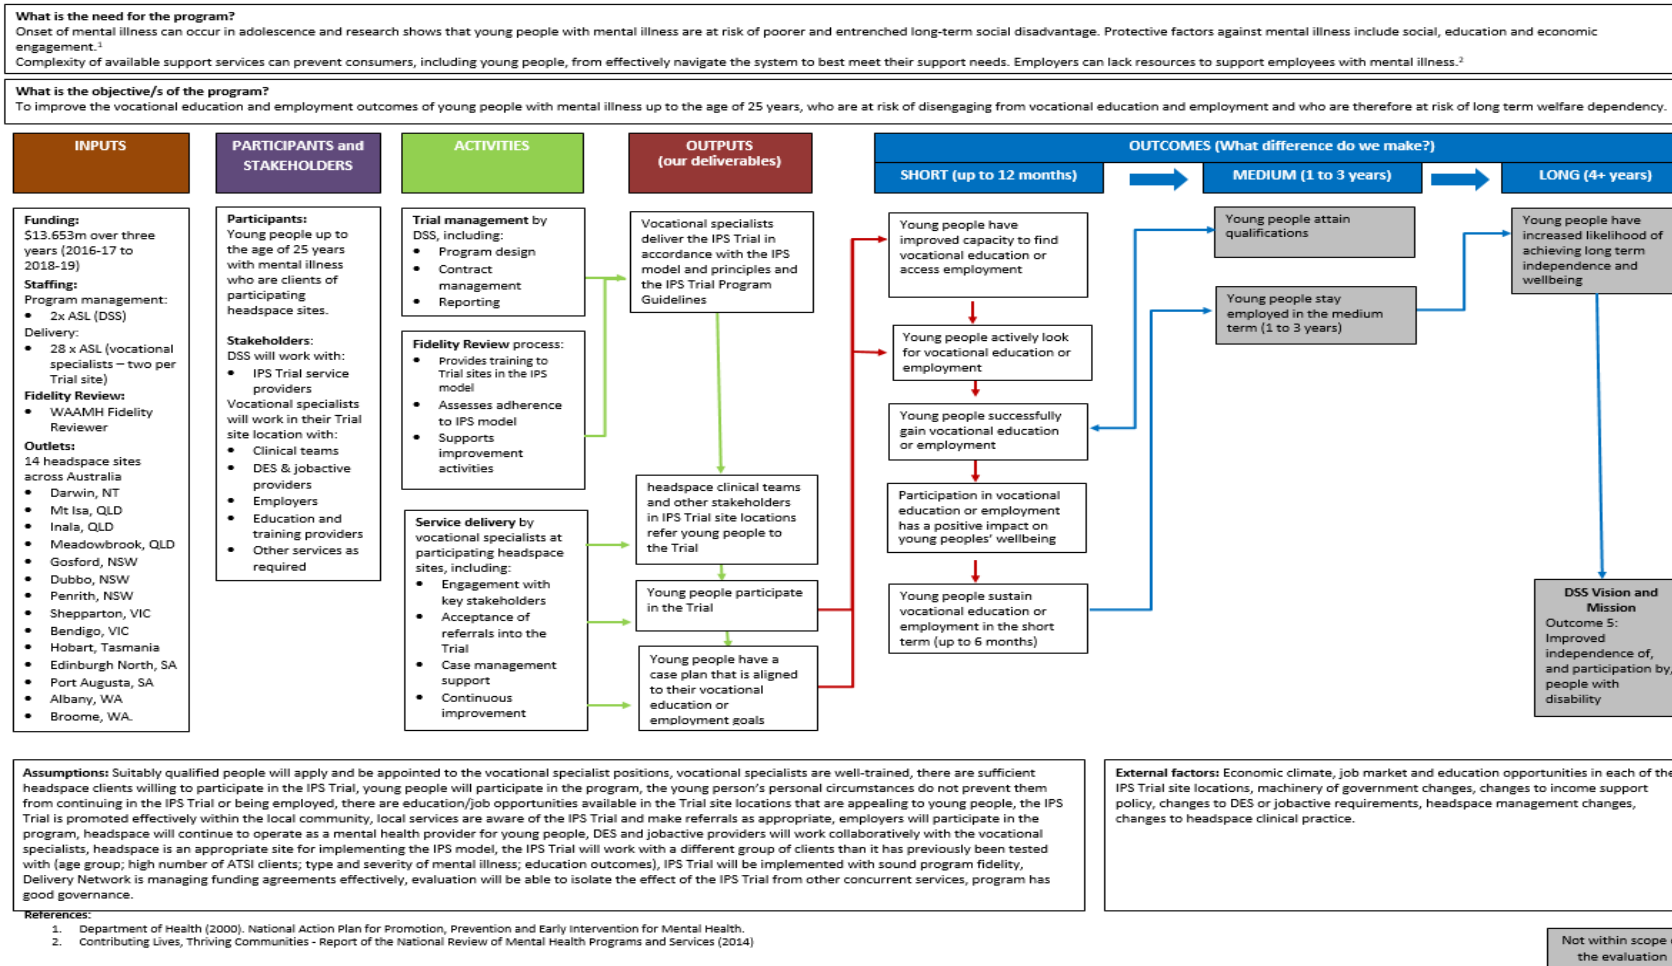 What is the need for the program?
Onset of mental illness can occur in adolescence and research shows that young people with mental illness are at risk of poorer and entrenched long-term social disadvantage. Protective factors against mental illness include social, education and economic
engagement.¹
Complexity of available support services can prevent consumers, including young people, from effectively navigate the system to best meet their support needs. Employers can lack resources to support employees with mental illness.²
What is the objective/s of the program?
To improve the vocational education and employment outcomes of young people with mental illness up to the age of 25 years, who are at risk of disengaging from vocational education and employment and who are therefore at risk of long term welfare dependency.
INPUTS
PARTICIPANTS and
STAKEHOLDERS
ACTIVITIES
OUTPUTS
(our deliverables)
OUTCOMES (What difference do we make?)
SHORT (up to 12 months)
MEDIUM (1 to 3 years)
LONG (4+ years)
Funding:
$13.653m over three
years (2016-17 to
2018-19)
Staffing:
Program management:
• 2x ASL (DSS)
Delivery:
• 28 x ASL (vocational
specialists – two per
Trial site)
Fidelity Review:
• WAAMH Fidelity
Reviewer
Outlets:
14 headspace sites
across Australia
• Darwin, NT
• Mt Isa, QLD
• Inala, QLD
• Meadowbrook, QLD
• Gosford, NSW
• Dubbo, NSW
• Penrith, NSW
• Shepparton, VIC
• Bendigo, VIC
• Hobart, Tasmania
• Edinburgh North, SA
• Port Augusta, SA
• Albany, WA
• Broome, WA.
Participants:
Young people up to
the age of 25 years
with mental illness
who are clients of
participating
headspace sites.
Stakeholders:
DSS will work with:
• IPS Trial service
providers
Vocational specialists
will work in their Trial
site location with:
• Clinical teams
• DES & jobactive
providers
• Employers
• Education and
training providers
• Other services as
required
Trial management by
DSS, including:
• Program design
• Contract
management
• Reporting
Fidelity Review process:
• Provides training to
Trial sites in the IPS
model
• Assesses adherence
to IPS model
• Supports
improvement
activities
Service delivery by
vocational specialists at
participating headspace
sites, including:
• Engagement with
key stakeholders
• Acceptance of
referrals into the
Trial
• Case management
support
• Continuous
improvement
Vocational specialists
deliver the IPS Trial in
accordance with the IPS
model and principles and
the IPS Trial Program
Guidelines
headspace clinical teams
and other stakeholders
in IPS Trial site locations
refer young people to
the Trial
Young people participate
in the Trial
Young people have a
case plan that is aligned
to their vocational
education or
employment goals
Young people have
improved capacity to find
vocational education or
access employment
Young people actively look
for vocational education or
employment
Young people successfully
gain vocational education
or employment
Participation in vocational
education or employment
has a positive impact on
young peoples' wellbeing
Young people sustain
vocational education or
employment in the short
term (up to 6 months)
Young people attain
qualifications
Young people stay
employed in the medium
term (1 to 3 years)
Young people have
increased likelihood of
achieving long term
independence and
wellbeing
DSS Vision and
Mission
Outcome 5:
Improved
independence of,
and participation by,
people with
disability
Assumptions: Suitably qualified people will apply and be appointed to the vocational specialist positions, vocational specialists are well-trained, there are sufficient
headspace clients willing to participate in the IPS Trial, young people will participate in the program, the young person's personal circumstances do not prevent them
from continuing in the IPS Trial or being employed, there are education/job opportunities available in the Trial site locations that are appealing to young people, the IPS
Trial is promoted effectively within the local community, local services are aware of the IPS Trial and make referrals as appropriate, employers will participate in the
program, headspace will continue to operate as a mental health provider for young people, DES and jobactive providers will work collaboratively with the vocational
specialists, headspace is an appropriate site for implementing the IPS model, the IPS Trial will work with a different group of clients than it has previously been tested
with (age group; high number of ATSI clients; type and severity of mental illness; education outcomes), IPS Trial will be implemented with sound program fidelity,
Delivery Network is managing funding agreements effectively, evaluation will be able to isolate the effect of the IPS Trial from other concurrent services, program has
good governance.
External factors: Economic climate, job market and education opportunities in each of the
IPS Trial site locations, machinery of government changes, changes to income support
policy, changes to DES or jobactive requirements, headspace management changes,
changes to headspace clinical practice.
References:
1. Department of Health (2000). National Action Plan for Promotion, Prevention and Early Intervention for Mental Health.
2. Contributing Lives, Thriving Communities - Report of the National Review of Mental Health Programs and Services (2014)
Not within scope
the evaluation